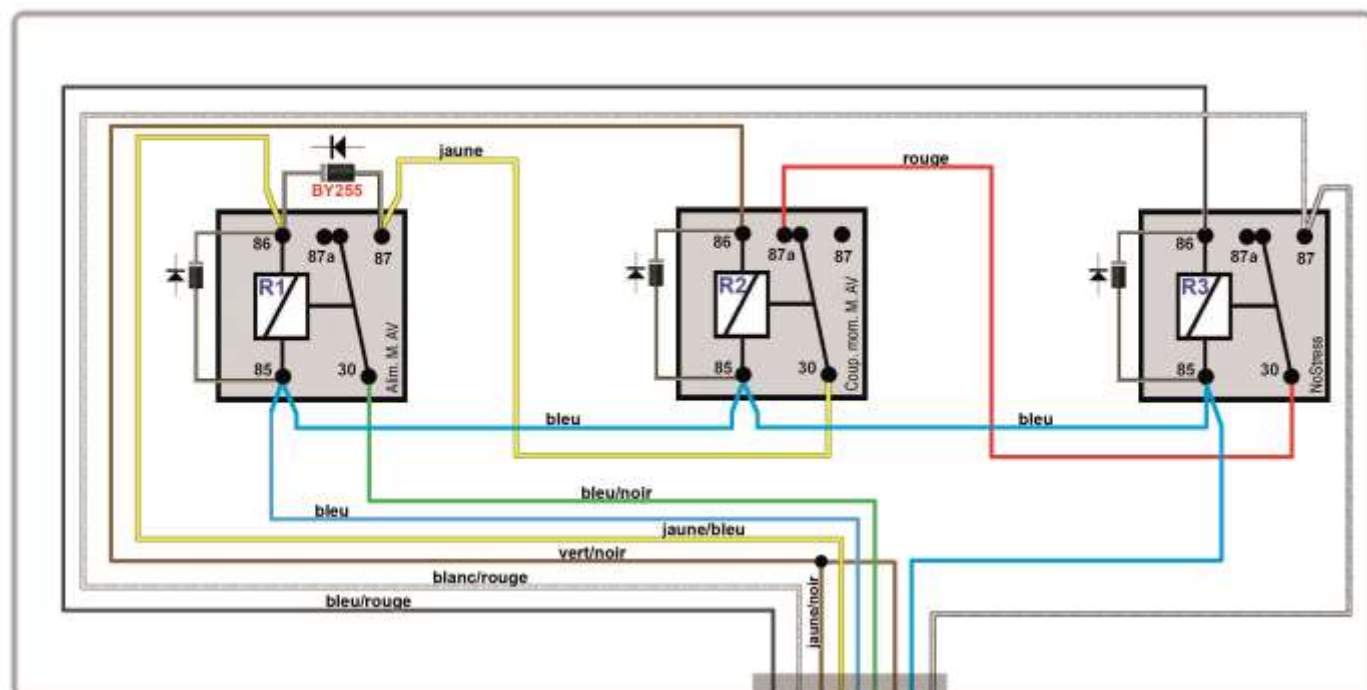 jaune
rouge
BY255
86
87a
87
R1
85
30
Alim. M. AV
86
87a
87
R2
85
30
Coup. mom. M. AV
86
87a
87
R3
85
30
NoStress
bleu
bleu
bleu/noir
bleu
jaune/bleu
vert/noir
blanc/rouge
bleu/rouge
jaune/noir